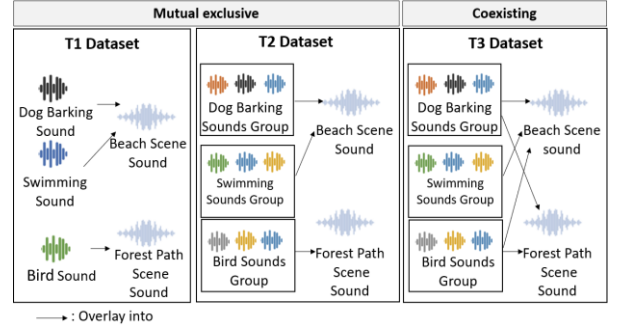 Mutual exclusive
Coexisting
T1 Dataset
Dog Barking
Sound
Swimming
Sound
Bird Sound
Beach Scene
Sound
Forest Path
Scene
Sound
T2 Dataset
Dog Barking
Sounds Group
Swimming
Sounds Group
Bird Sounds
Group
Beach Scene
Sound
Forest Path
Scene
Sound
T3 Dataset
Dog Barking
Sounds Group
Swimming
Sounds Group
Bird Sounds
Group
Beach Scene
sound
Forest Path
Scene
Sound
: Overlay into